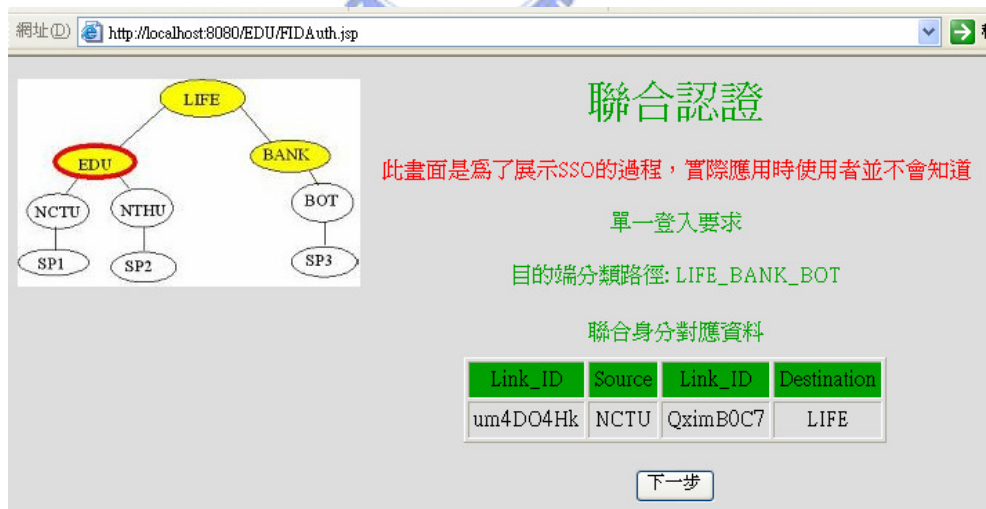 網址(D) http://localhost:8080/EDU/FIDAuth.jsp
LIFE
EDU
BANK
NCTU
NTHU
BOT
SP1
SP2
SP3
聯合認證
此畫面是為了展示SSO的過程，實際應用時使用者並不會知道
單一登入要求
目的端分類路徑: LIFE_BANK_BOT
聯合身分對應資料
Link_ID Source Link_ID Destination
um4DO4Hk NCTU QximB0C7 LIFE
下一步